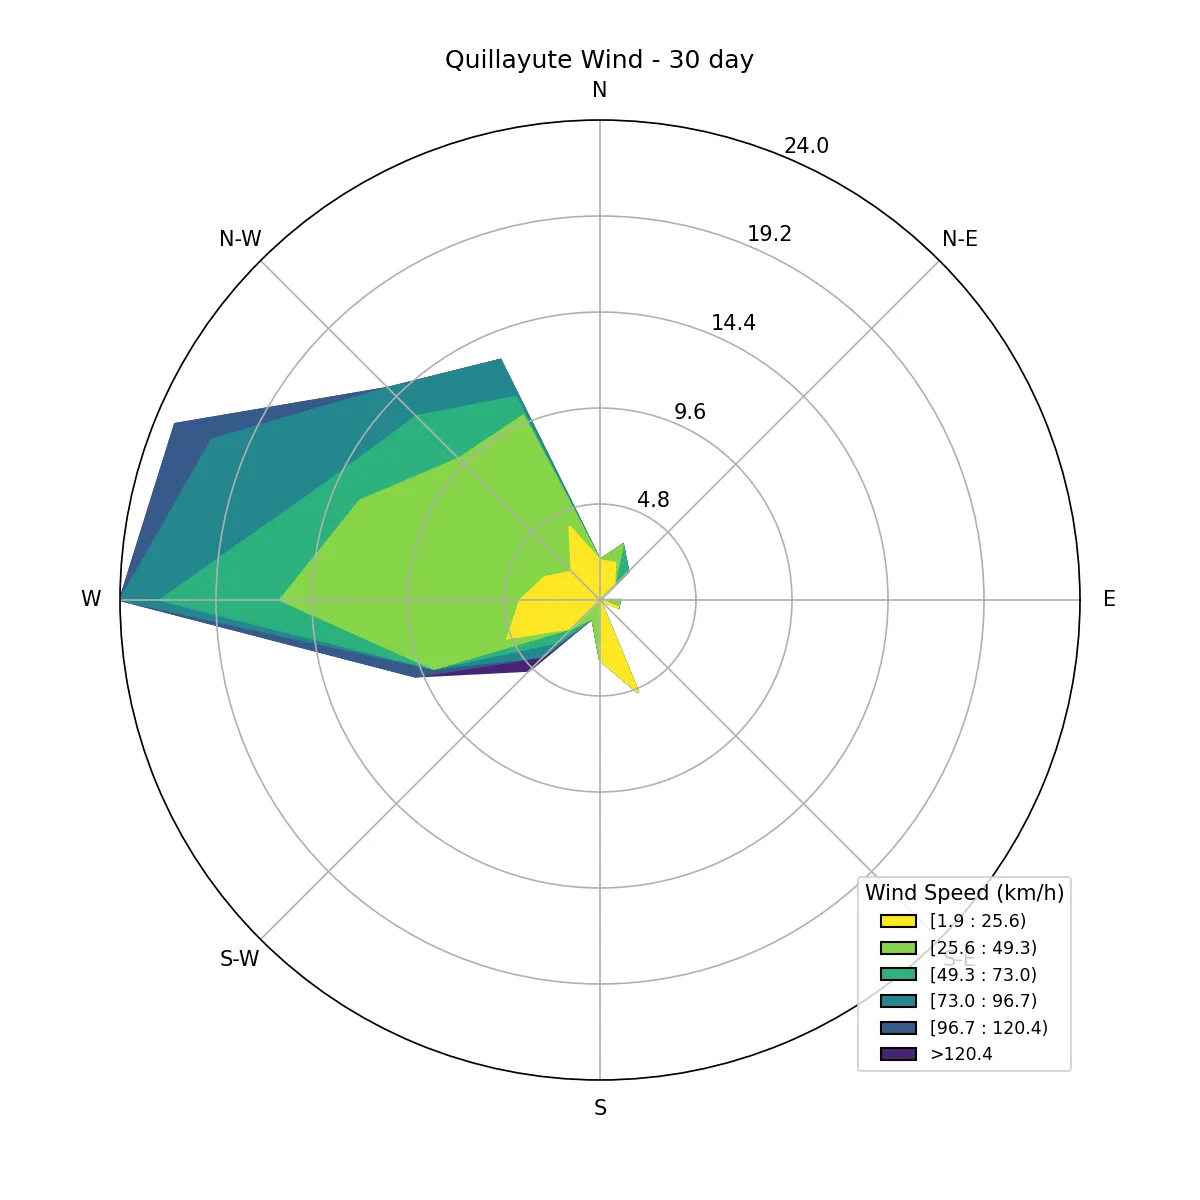 Quillayute Wind - 30 day
N
24.0
N-W
19.2
N-E
14.4
9.6
4.8
W
E
S-W
S-E
S
Wind Speed (km/h)
[1.9 : 25.6)
[25.6 : 49.3)
[49.3 : 73.0)
[73.0 : 96.7)
[96.7 : 120.4)
>120.4